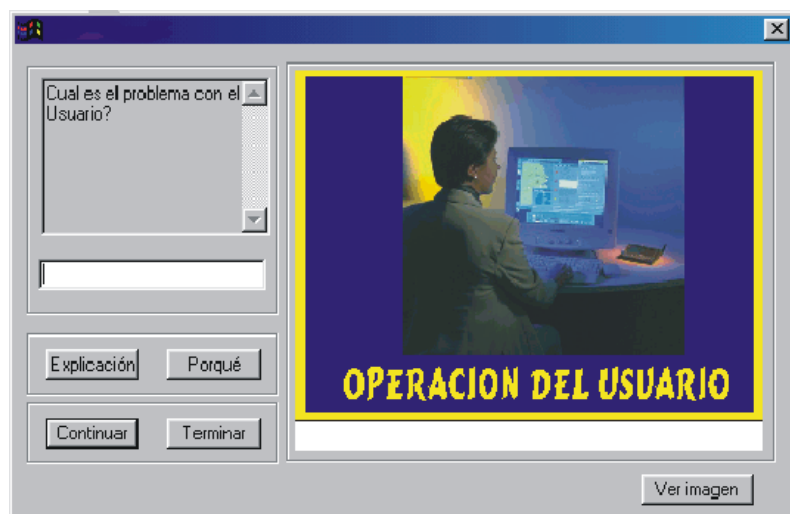 Cual es el problema con el
Usuario?
Explicación
Porqué
Continuar
Terminar
OPERACION DEL USUARIO
Ver imagen